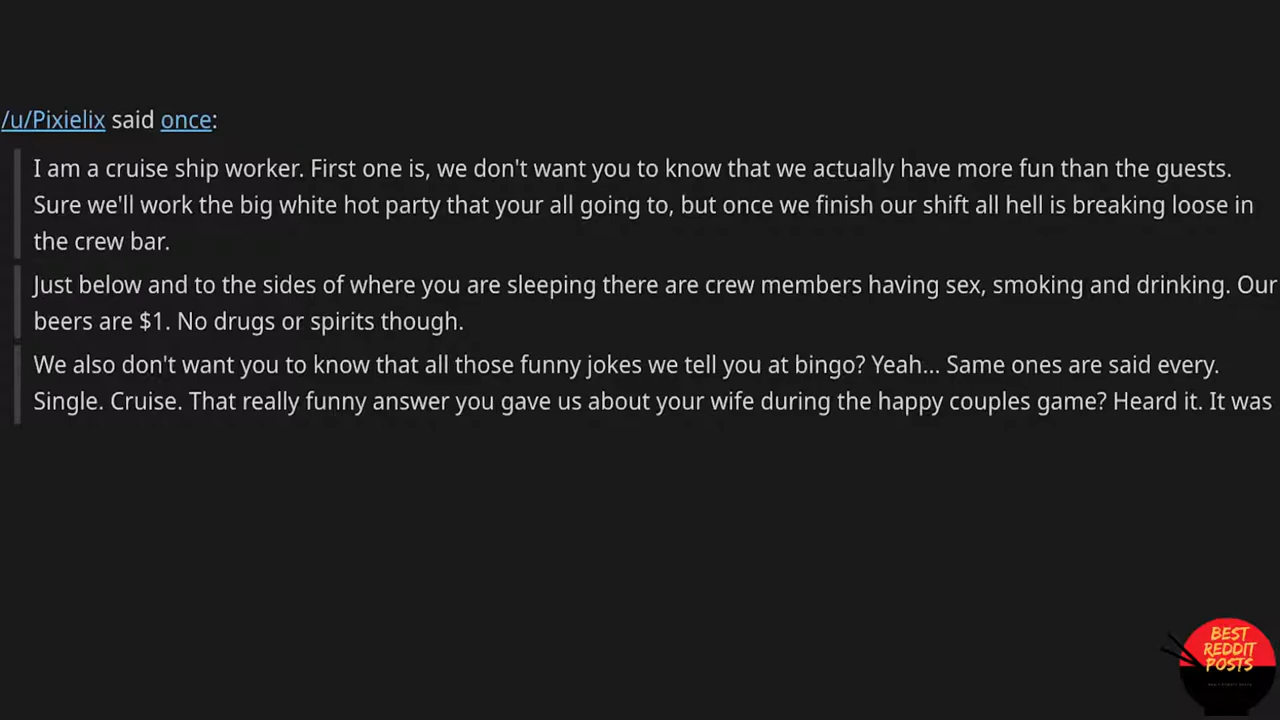 /u/Pixielix said once:
I am a cruise ship worker. First one is, we don't want you to know that we actually have more fun than the guests.
Sure we'll work the big white hot party that your all going to, but once we finish our shift all hell is breaking loose in
the crew bar.
Just below and to the sides of where you are sleeping there are crew members having sex, smoking and drinking. Our
beers are $1. No drugs or spirits though.
We also don't want you to know that all those funny jokes we tell you at bingo? Yeah... Same ones are said every.
Single. Cruise. That really funny answer you gave us about your wife during the happy couples game? Heard it. It was
BEST
REDDIT
POSTS